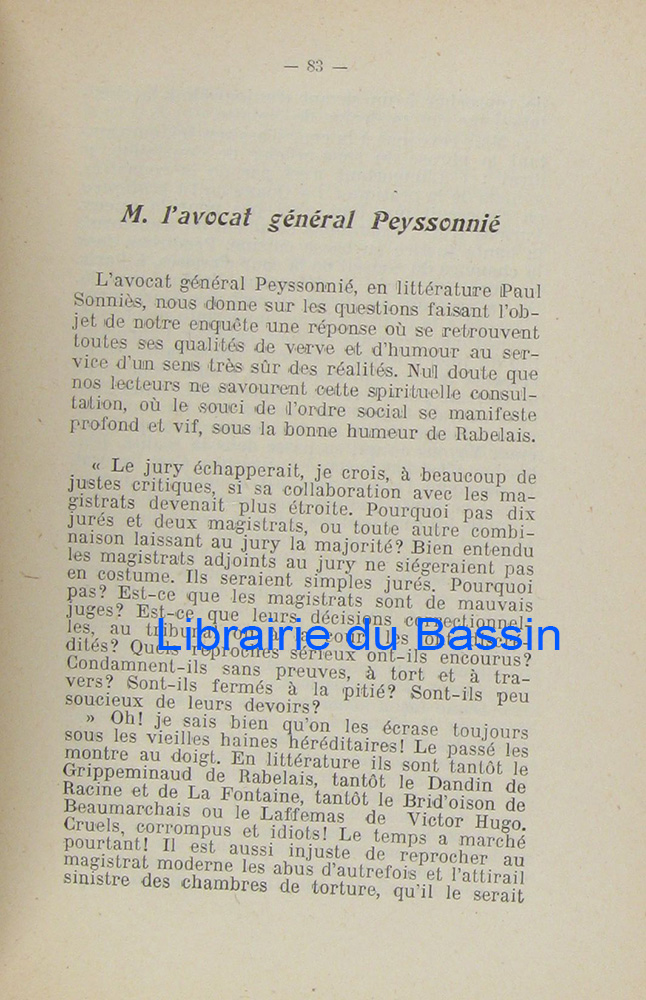 — 83 —
M. l'avocat général Peyssonnié
L'avocat général Peyssonnié, en littérature Paul
Sonniès, nous donne sur les questions faisant l'ob-
jet de notre enquête une réponse où se retrouvent
toutes ses qualités de verve et d'humour au ser-
vice d'un sens très sûr des réalités. Nul doute que
nos lecteurs ne savourent cette spirituelle consul-
tation, où le souci de l'ordre social se manifeste
profond et vif, sous la bonne humeur de Rabelais.
« Le jury échapperait, je crois, à beaucoup de
justes critiques, si sa collaboration avec les ma-
gistrats devenait plus étroite. Pourquoi pas dix
jurés et deux magistrats, ou toute autre combi-
naison laissant au jury la majorité? Bien entendu
les magistrats adjoints au jury ne siégeraient pas
en costume. Ils seraient simples jurés. Pourquoi
pas? Est-ce que les magistrats sont de mauvais
juges? Est-ce que leurs décisions correctionnel-
les, au tribunal ou à la cour, les ont discré-
dités? Quels reproches sérieux ont-ils encourus?
Condamnent-ils sans preuves, à tort et à tra-
vers? Sont-ils fermés à la pitié? Sont-ils peu
soucieux de leurs devoirs?
» Oh! je sais bien qu'on les écrase toujours
sous les vieilles haines héréditaires! Le passé les
montre au doigt. En littérature ils sont tantôt le
Grippeminaud de Rabelais, tantôt le Dandin de
Racine et de La Fontaine, tantôt le Brid'oison de
Beaumarchais ou le Laffemas de Victor Hugo.
Cruels, corrompus et idiots! Le temps a marché
pourtant! Il est aussi injuste de reprocher au
magistrat moderne les abus d'autrefois et l'attirail
sinistre des chambres de torture, qu'il le serait
Librairie du Bassin